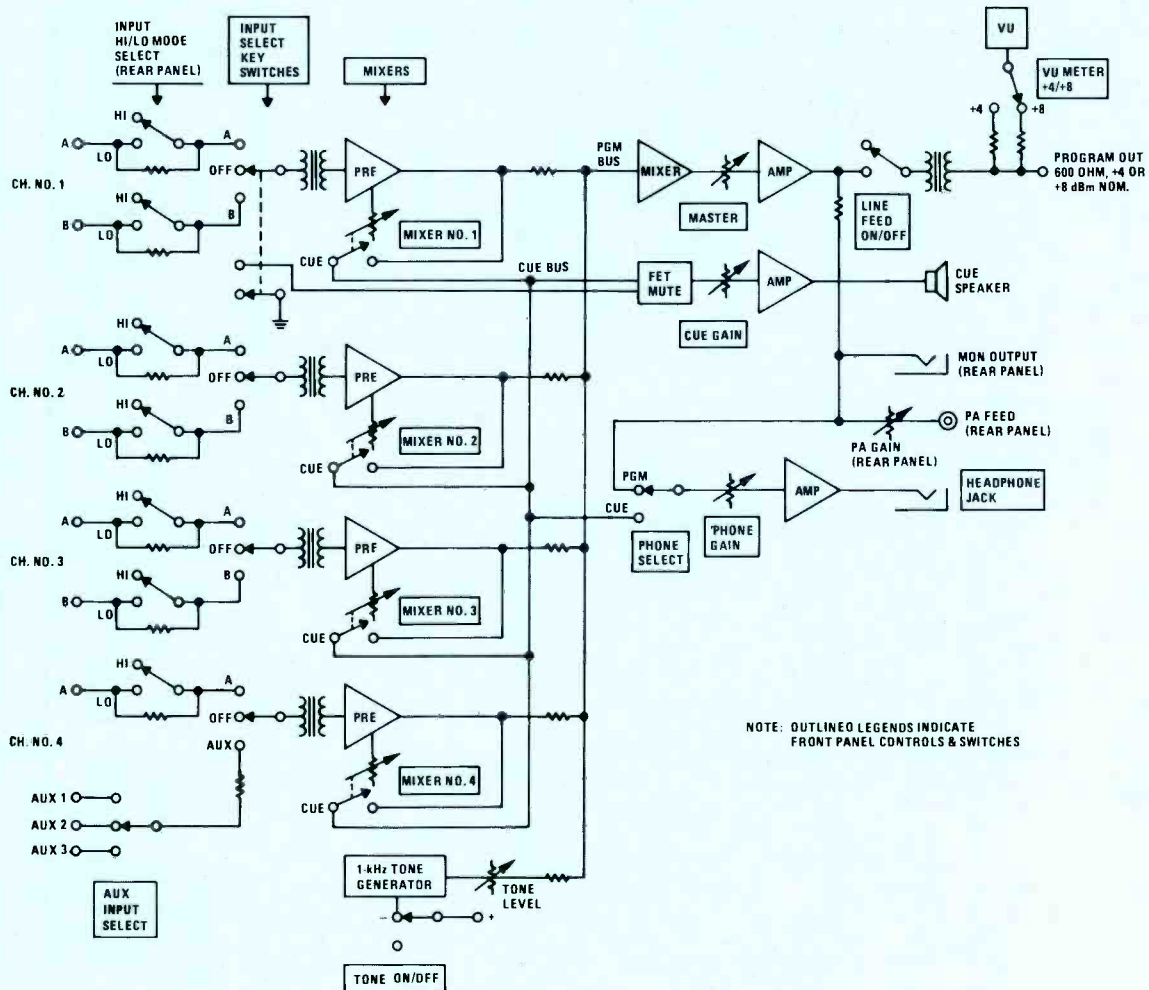 INPUT
HI/LO MODE
SELECT
(REAR PANEL)
INPUT
SELECT
KEY
SWITCHES
MIXERS
VU
VU METER
+4/+8
+4
+8
HI
A
LO
A
OFF
PRE
CH. NO. 1
HI
B
LO
B
MIXER NO. 1
CUE
PGM
BUS
MIXER
MASTER
AMP
LINE
FEED
ON/OFF
PROGRAM OUT
600 OHM, +4 OR
+8 dBm NOM.
CUE BUS
FET
MUTE
CUE GAIN
AMP
CUE
SPEAKER
HI
A
LO
A
OFF
PRE
CH. NO. 2
HI
B
LO
B
MIXER NO. 2
CUE
MON OUTPUT
(REAR PANEL)
PA FEED
(REAR PANEL)
PA GAIN
(REAR PANEL)
PGM
CUE
PHONE
SELECT
'PHONE
GAIN
AMP
HEADPHONE
JACK
HI
A
LO
A
OFF
PRE
CH. NO. 3
HI
B
LO
B
MIXER NO. 3
CUE
HI
A
LO
A
OFF
PRE
CH. NO. 4
AUX
MIXER NO. 4
CUE
AUX 1
AUX 2
AUX 3
AUX
INPUT
SELECT
1-kHz TONE
GENERATOR
TONE
LEVEL
-
+
TONE ON/OFF
NOTE: OUTLINED LEGENDS INDICATE
FRONT PANEL CONTROLS & SWITCHES